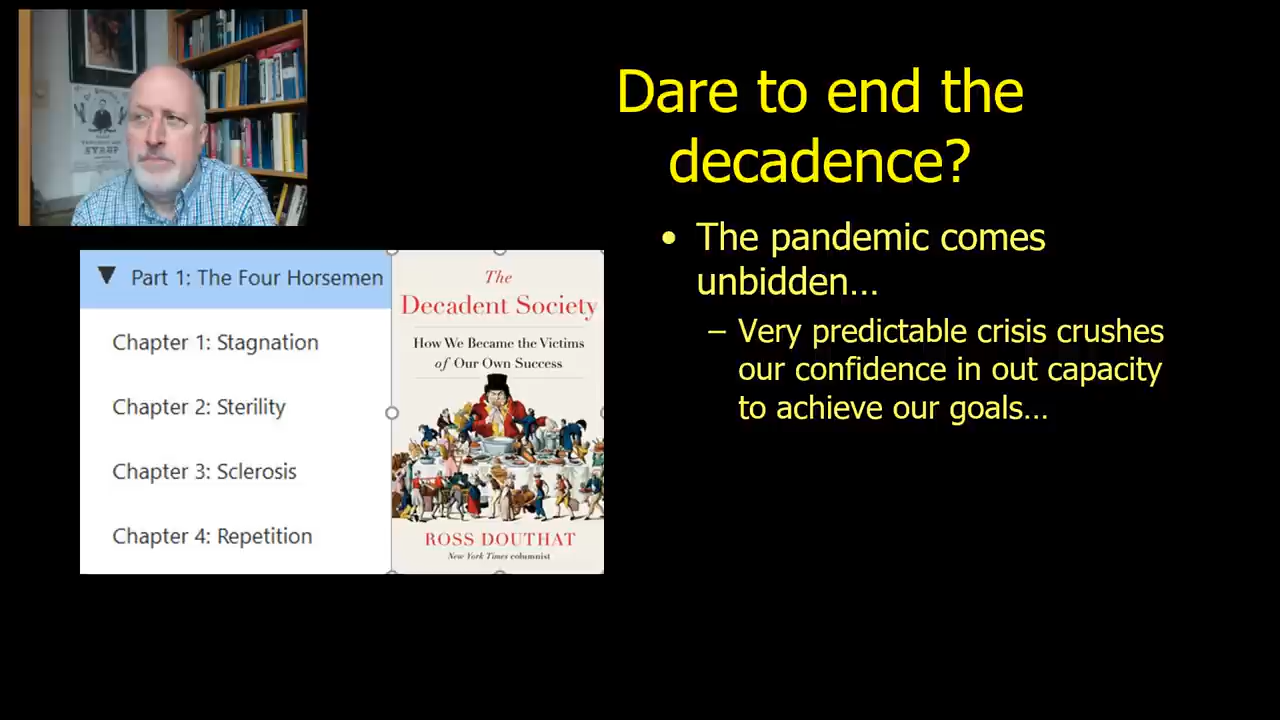 Dare to end the
decadence?
• The pandemic comes
unbidden…
– Very predictable crisis crushes
our confidence in out capacity
to achieve our goals…
Part 1: The Four Horsemen
Chapter 1: Stagnation
Chapter 2: Sterility
Chapter 3: Sclerosis
Chapter 4: Repetition
The
Decadent Society
How We Became the Victims
of Our Own Success
ROSS DOUTHAT
New York Times columnist
SYRUP